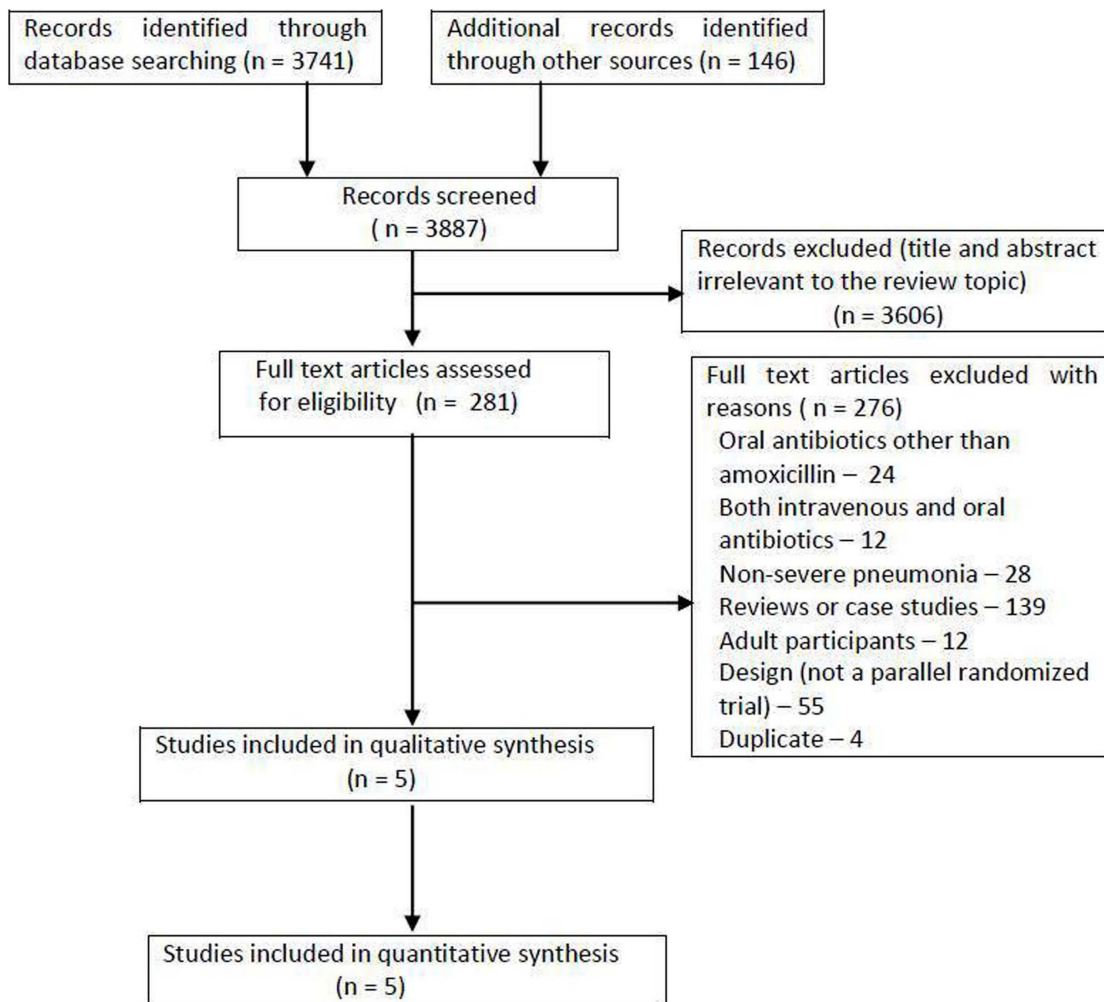 Records identified through
database searching (n = 3741)
Additional records identified
through other sources (n = 146)
Records screened
( n = 3887)
Records excluded (title and abstract
irrelevant to the review topic)
(n = 3606)
Full text articles assessed
for eligibility (n = 281)
Full text articles excluded with
reasons ( n = 276)
Oral antibiotics other than
amoxicillin – 24
Both intravenous and oral
antibiotics – 12
Non-severe pneumonia – 28
Reviews or case studies – 139
Adult participants – 12
Design (not a parallel randomized
trial) – 55
Duplicate – 4
Studies included in qualitative synthesis
(n = 5)
Studies included in quantitative synthesis
(n = 5)